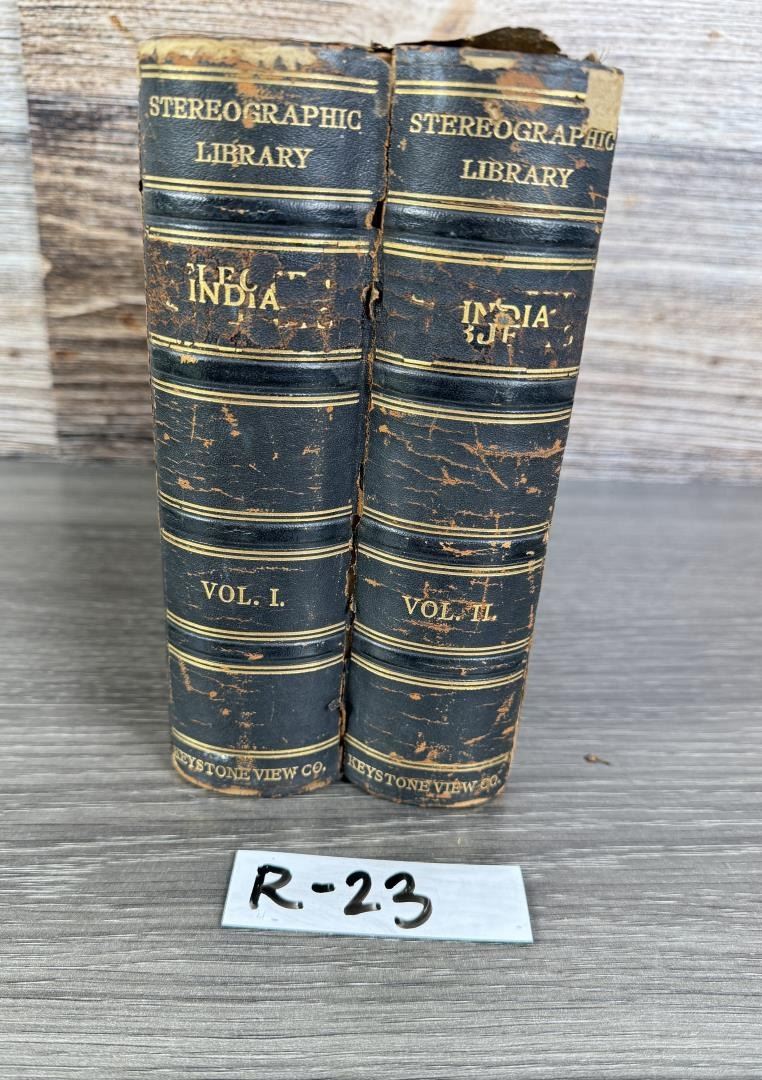 STEREOGRAPHIC
LIBRARY
INDIA
VOL. I.
KEYSTONE VIEW CO.
STEREOGRAPHIC
LIBRARY
INDIA
VOL. II.
KEYSTONE VIEW CO.
R-23